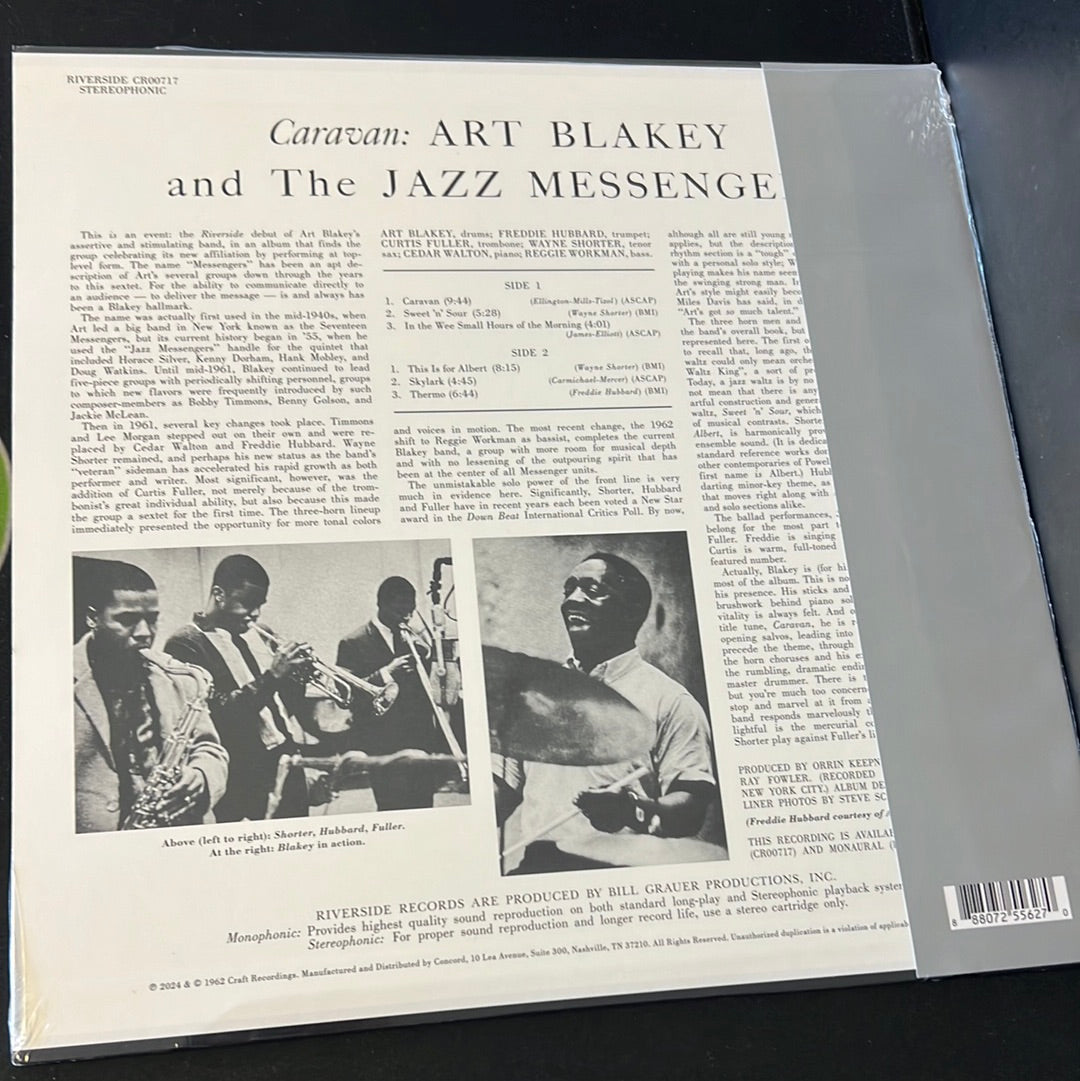 RIVERSIDE CR00717
STEREOPHONIC
Caravan: ART BLAKEY
and The JAZZ MESSENGE
This is an event: the Riverside debut of Art Blakey's
assertive and stimulating band, in an album that finds the
group celebrating its new affiliation by performing at top-
level form. The name "Messengers" has been an apt de-
scription of Art's several groups down through the years
to this sextet. For the ability to communicate directly to
an audience — to deliver the message — is and always has
been a Blakey hallmark.
The name was actually first used in the mid-1940s, when
Art led a big band in New York known as the Seventeen
Messengers, but its current history began in '55, when he
used the "Jazz Messengers" handle for the quintet that
included Horace Silver, Kenny Dorham, Hank Mobley, and
Doug Watkins. Until mid-1961, Blakey continued to lead
five-piece groups with periodically shifting personnel, groups
to which new flavors were frequently introduced by such
composer-members as Bobby Timmons, Benny Golson, and
Jackie McLean.
Then in 1961, several key changes took place. Timmons
and Lee Morgan stepped out on their own and were re-
placed by Cedar Walton and Freddie Hubbard. Wayne
Shorter remained, and perhaps his new status as the band's
"veteran" sideman has accelerated his rapid growth as both
performer and writer. Most significant, however, was the
addition of Curtis Fuller, not merely because of the trom-
bonist's great individual ability, but also because this made
the group a sextet for the first time. The three-horn lineup
immediately presented the opportunity for more tonal colors
ART BLAKEY, drums; FREDDIE HUBBARD, trumpet;
CURTIS FULLER, trombone; WAYNE SHORTER, tenor
sax; CEDAR WALTON, piano; REGGIE WORKMAN, bass.
SIDE 1
1. Caravan (9:44) (Ellington-Mills-Tizol) (ASCAP)
2. Sweet 'n' Sour (5:28) (Wayne Shorter) (BMI)
3. In the Wee Small Hours of the Morning (4:01)
(James-Elliott) (ASCAP)
SIDE 2
1. This Is for Albert (8:15) (Wayne Shorter) (BMI)
2. Skylark (4:45) (Carmichael-Mercer) (ASCAP)
3. Thermo (6:44) (Freddie Hubbard) (BMI)
and voices in motion. The most recent change, the 1962
shift to Reggie Workman as bassist, completes the current
Blakey band, a group with more room for musical depth
and with no lessening of the outpouring spirit that has
been at the center of all Messenger units.
The unmistakable solo power of the front line is very
much in evidence here. Significantly, Shorter, Hubbard
and Fuller have in recent years each been voted a New Star
award in the Down Beat International Critics Poll. By now,
although all are still young
applies, but the description
rhythm section is a "tough"
with a personal solo style; W
playing makes his name seem
the swinging strong man. It
Art's style might easily beco
Miles Davis has said, in d
"Art's got so much talent."
The three horn men and
the band's overall book, but
represented here. The first o
to recall that, long ago, th
waltz could only mean orche
Waltz King", a sort of pr
Today, a jazz waltz is by no
not mean that there is any
artful construction and gener
waltz, Sweet 'n' Sour, which
of musical contrasts. Shorte
Albert, is harmonically prov
ensemble sound. (It is dedica
standard reference works don
other contemporaries of Powel
first name is Albert.) Hubb
darting minor-key theme, as
that moves right along with
and solo sections alike.
The ballad performances,
belong for the most part t
Fuller. Freddie is singing
Curtis is warm, full-toned
featured number.
Actually, Blakey is (for hi
most of the album. This is no
his presence. His sticks and
brushwork behind piano sol
vitality is always felt. And o
title tune, Caravan, he is
opening salvos, leading into
precede the theme, through
the horn choruses and his e
the rumbling, dramatic endin
master drummer. There is
but you're much too concern
stop and marvel at it from
band responds marvelously t
lightful is the mercurial co
Shorter play against Fuller's li
PRODUCED BY ORRIN KEEPN
RAY FOWLER. (RECORDED
NEW YORK CITY.) ALBUM DE
LINER PHOTOS BY STEVE SC
(Freddie Hubbard courtesy of
THIS RECORDING IS AVAILA
(CR00717) AND MONAURAL
Above (left to right): Shorter, Hubbard, Fuller.
At the right: Blakey in action.
RIVERSIDE RECORDS ARE PRODUCED BY BILL GRAUER PRODUCTIONS, INC.
Monophonic: Provides highest quality sound reproduction on both standard long-play and Stereophonic playback syste
Stereophonic: For proper sound reproduction and longer record life, use a stereo cartridge only.
℗ 2024 & © 1962 Craft Recordings. Manufactured and Distributed by Concord, 10 Lea Avenue, Suite 300, Nashville, TN 37210. All Rights Reserved. Unauthorized duplication is a violation of applicab
8 88072 55627 0